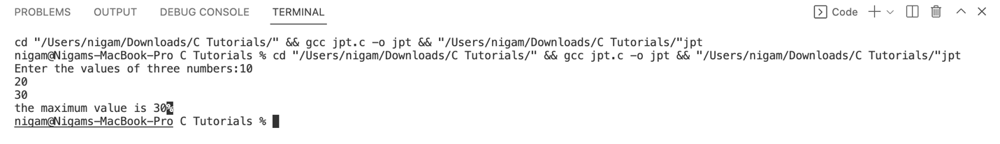 PROBLEMS OUTPUT DEBUG CONSOLE TERMINAL Code
cd "/Users/nigam/Downloads/C Tutorials/" && gcc jpt.c -o jpt && "/Users/nigam/Downloads/C Tutorials/"jpt
nigam@Nigams-MacBook-Pro C Tutorials % cd "/Users/nigam/Downloads/C Tutorials/" && gcc jpt.c -o jpt && "/Users/nigam/Downloads/C Tutorials/"jpt
Enter the values of three numbers:10
20
30
the maximum value is 30%
nigam@Nigams-MacBook-Pro C Tutorials %